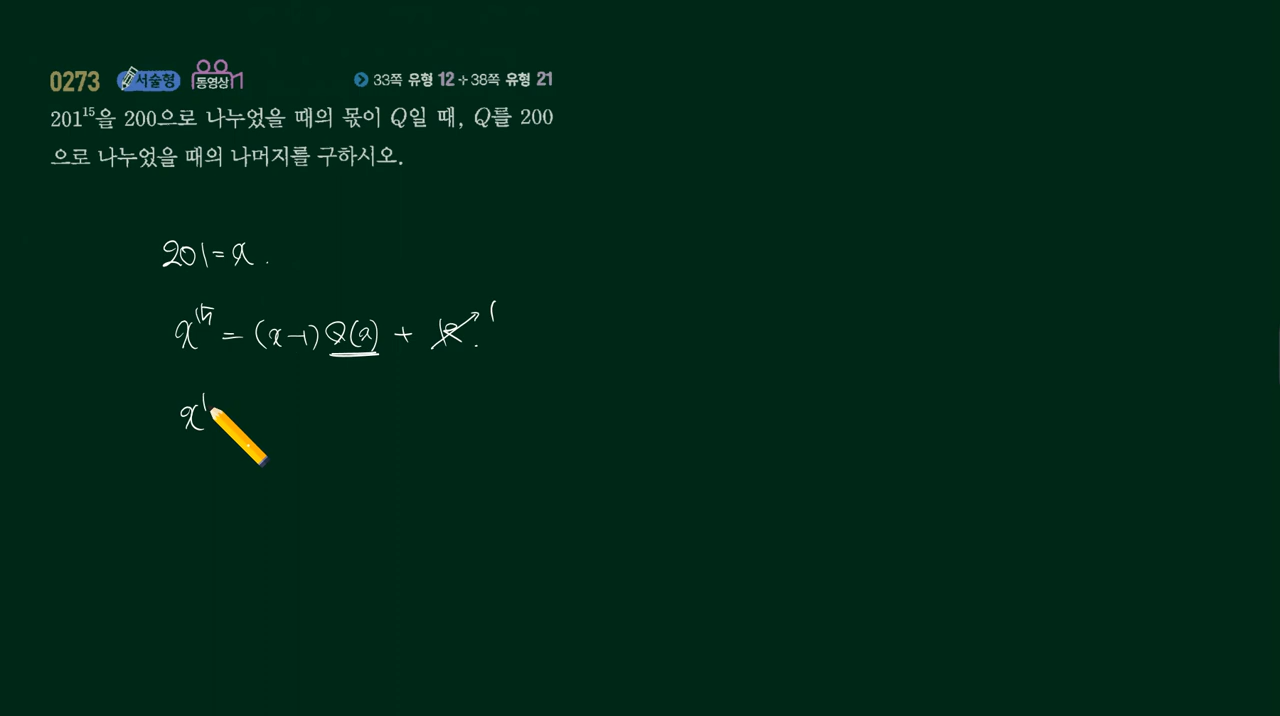 0273 서술형 동영상 33쪽 유형 12 + 38쪽 유형 21
201¹⁵을 200으로 나누었을 때의 몫이 Q일 때, Q를 200
으로 나누었을 때의 나머지를 구하시오.
201 = x .
x¹⁵ = (x-1) Q(x) + R . 1
x¹